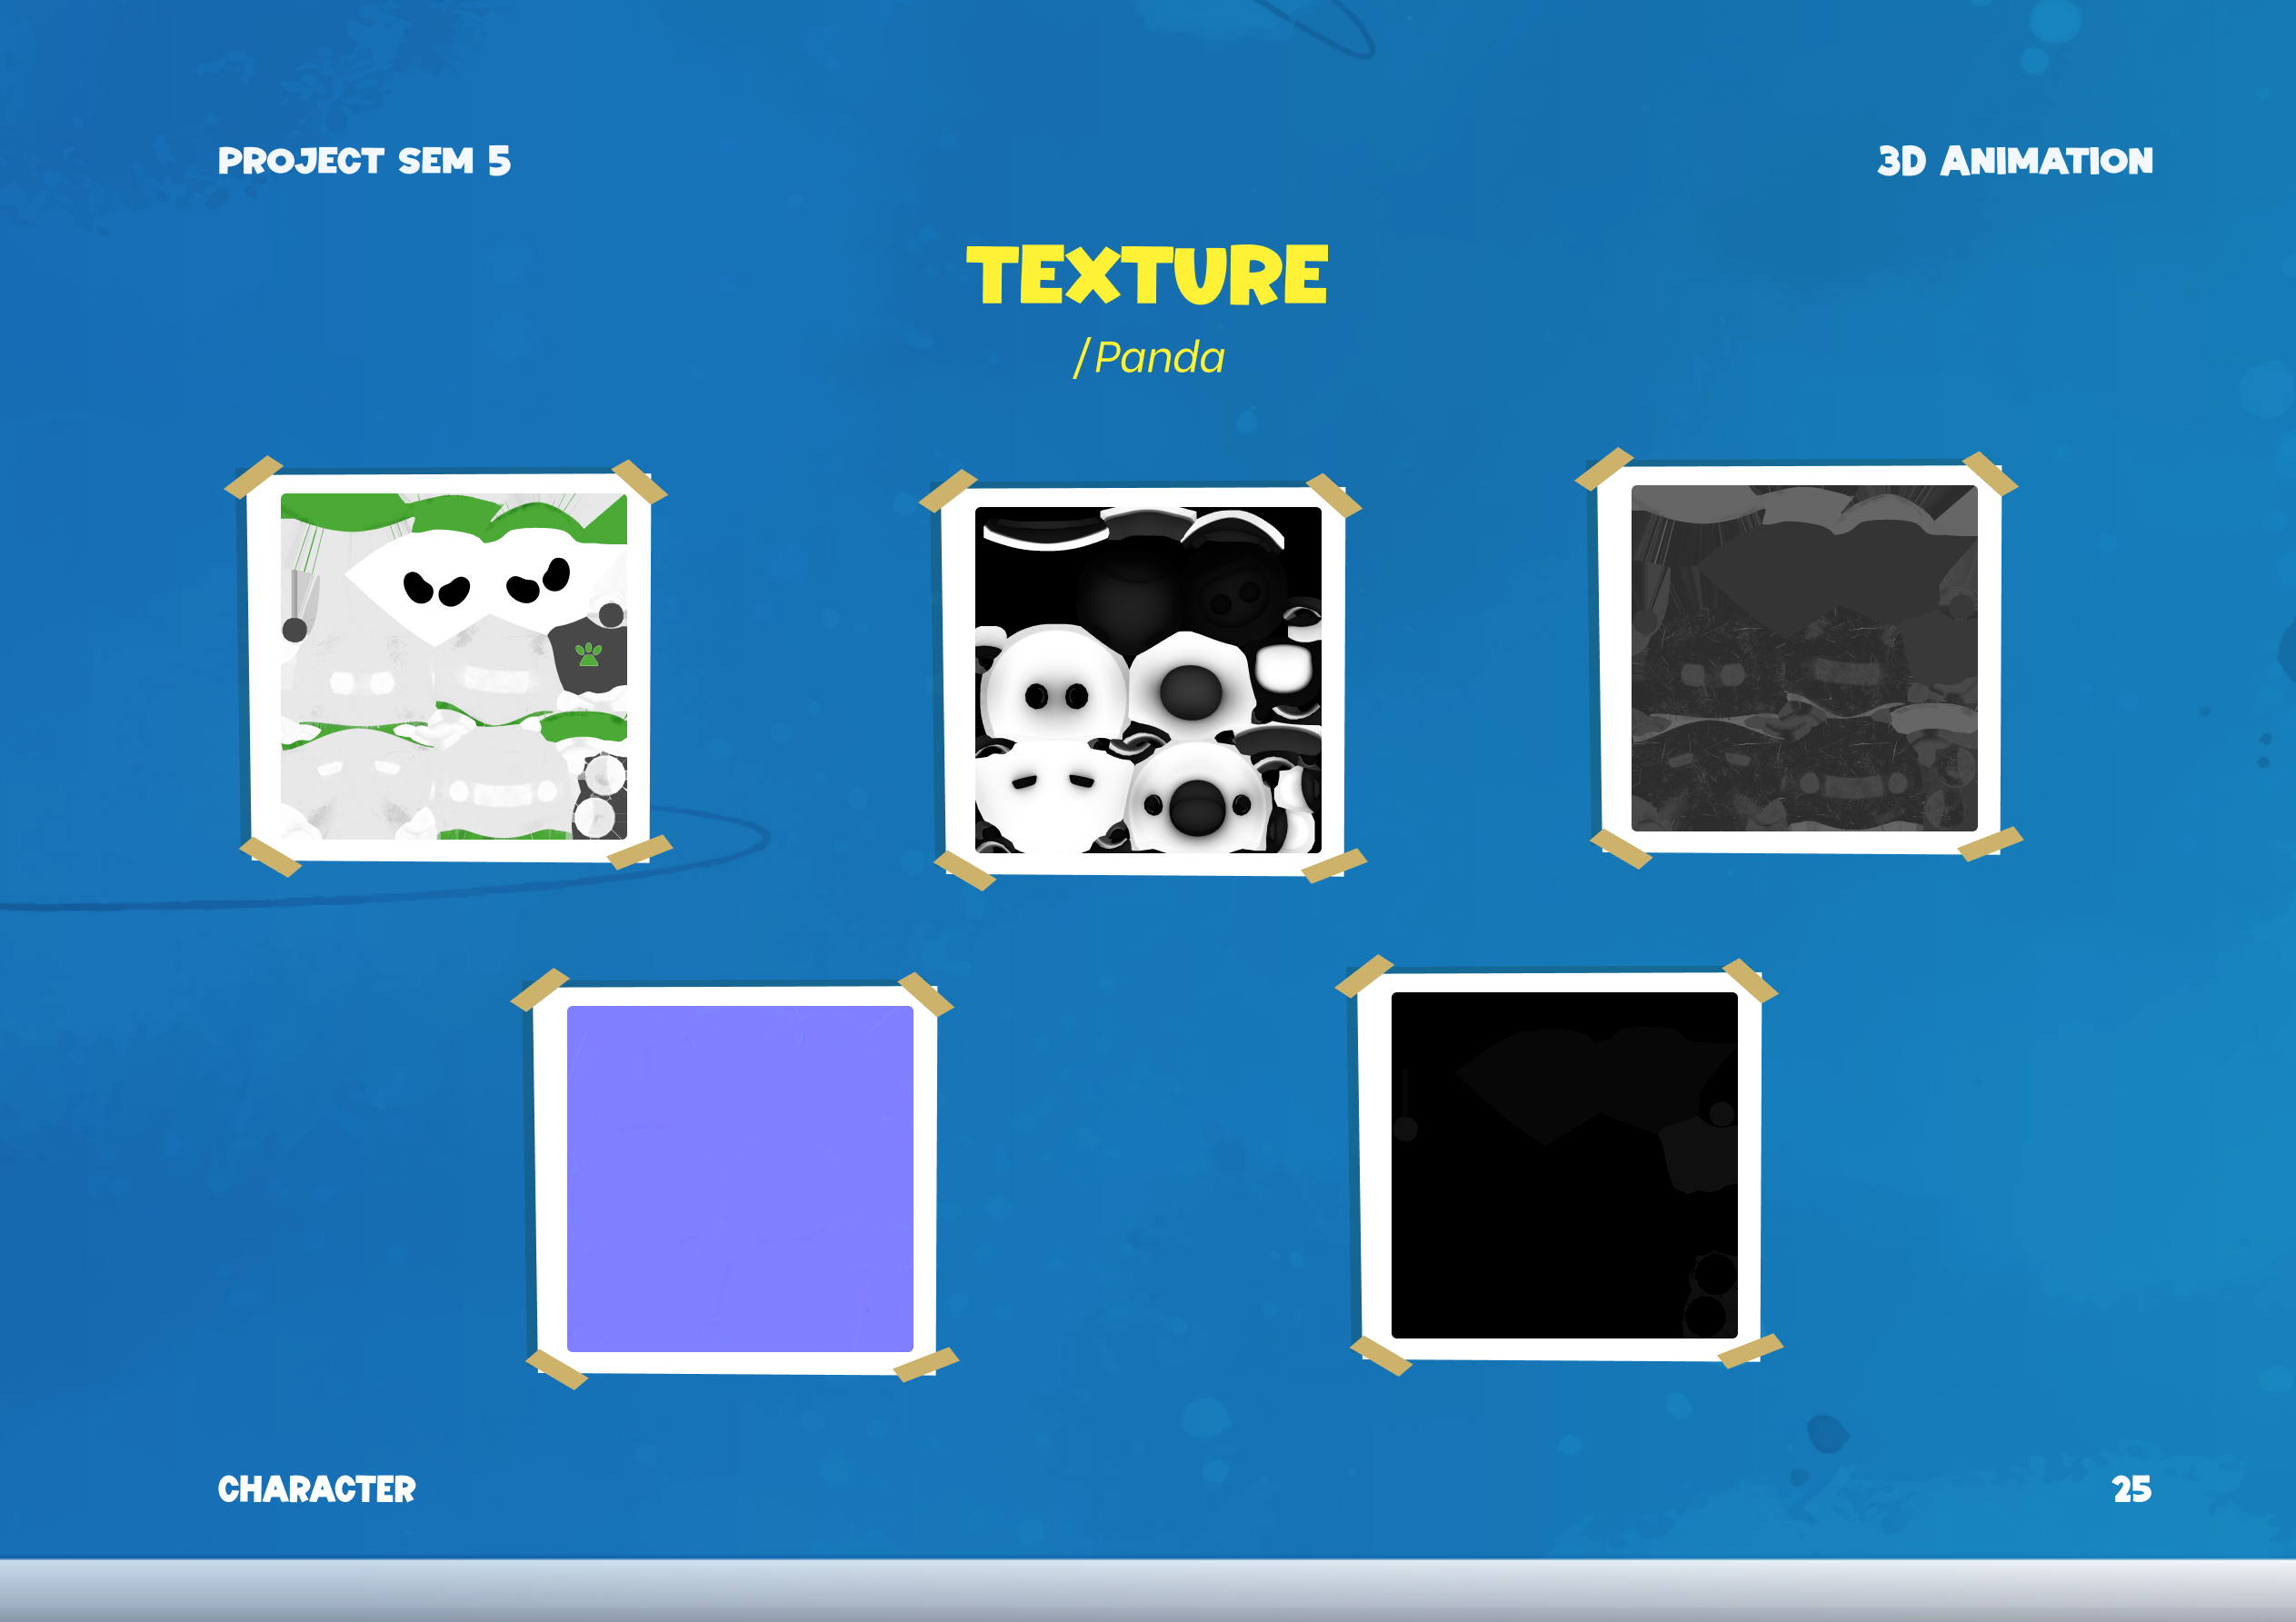 PROJECT SEM 5
3D ANIMATION
TEXTURE
/Panda
CHARACTER
25